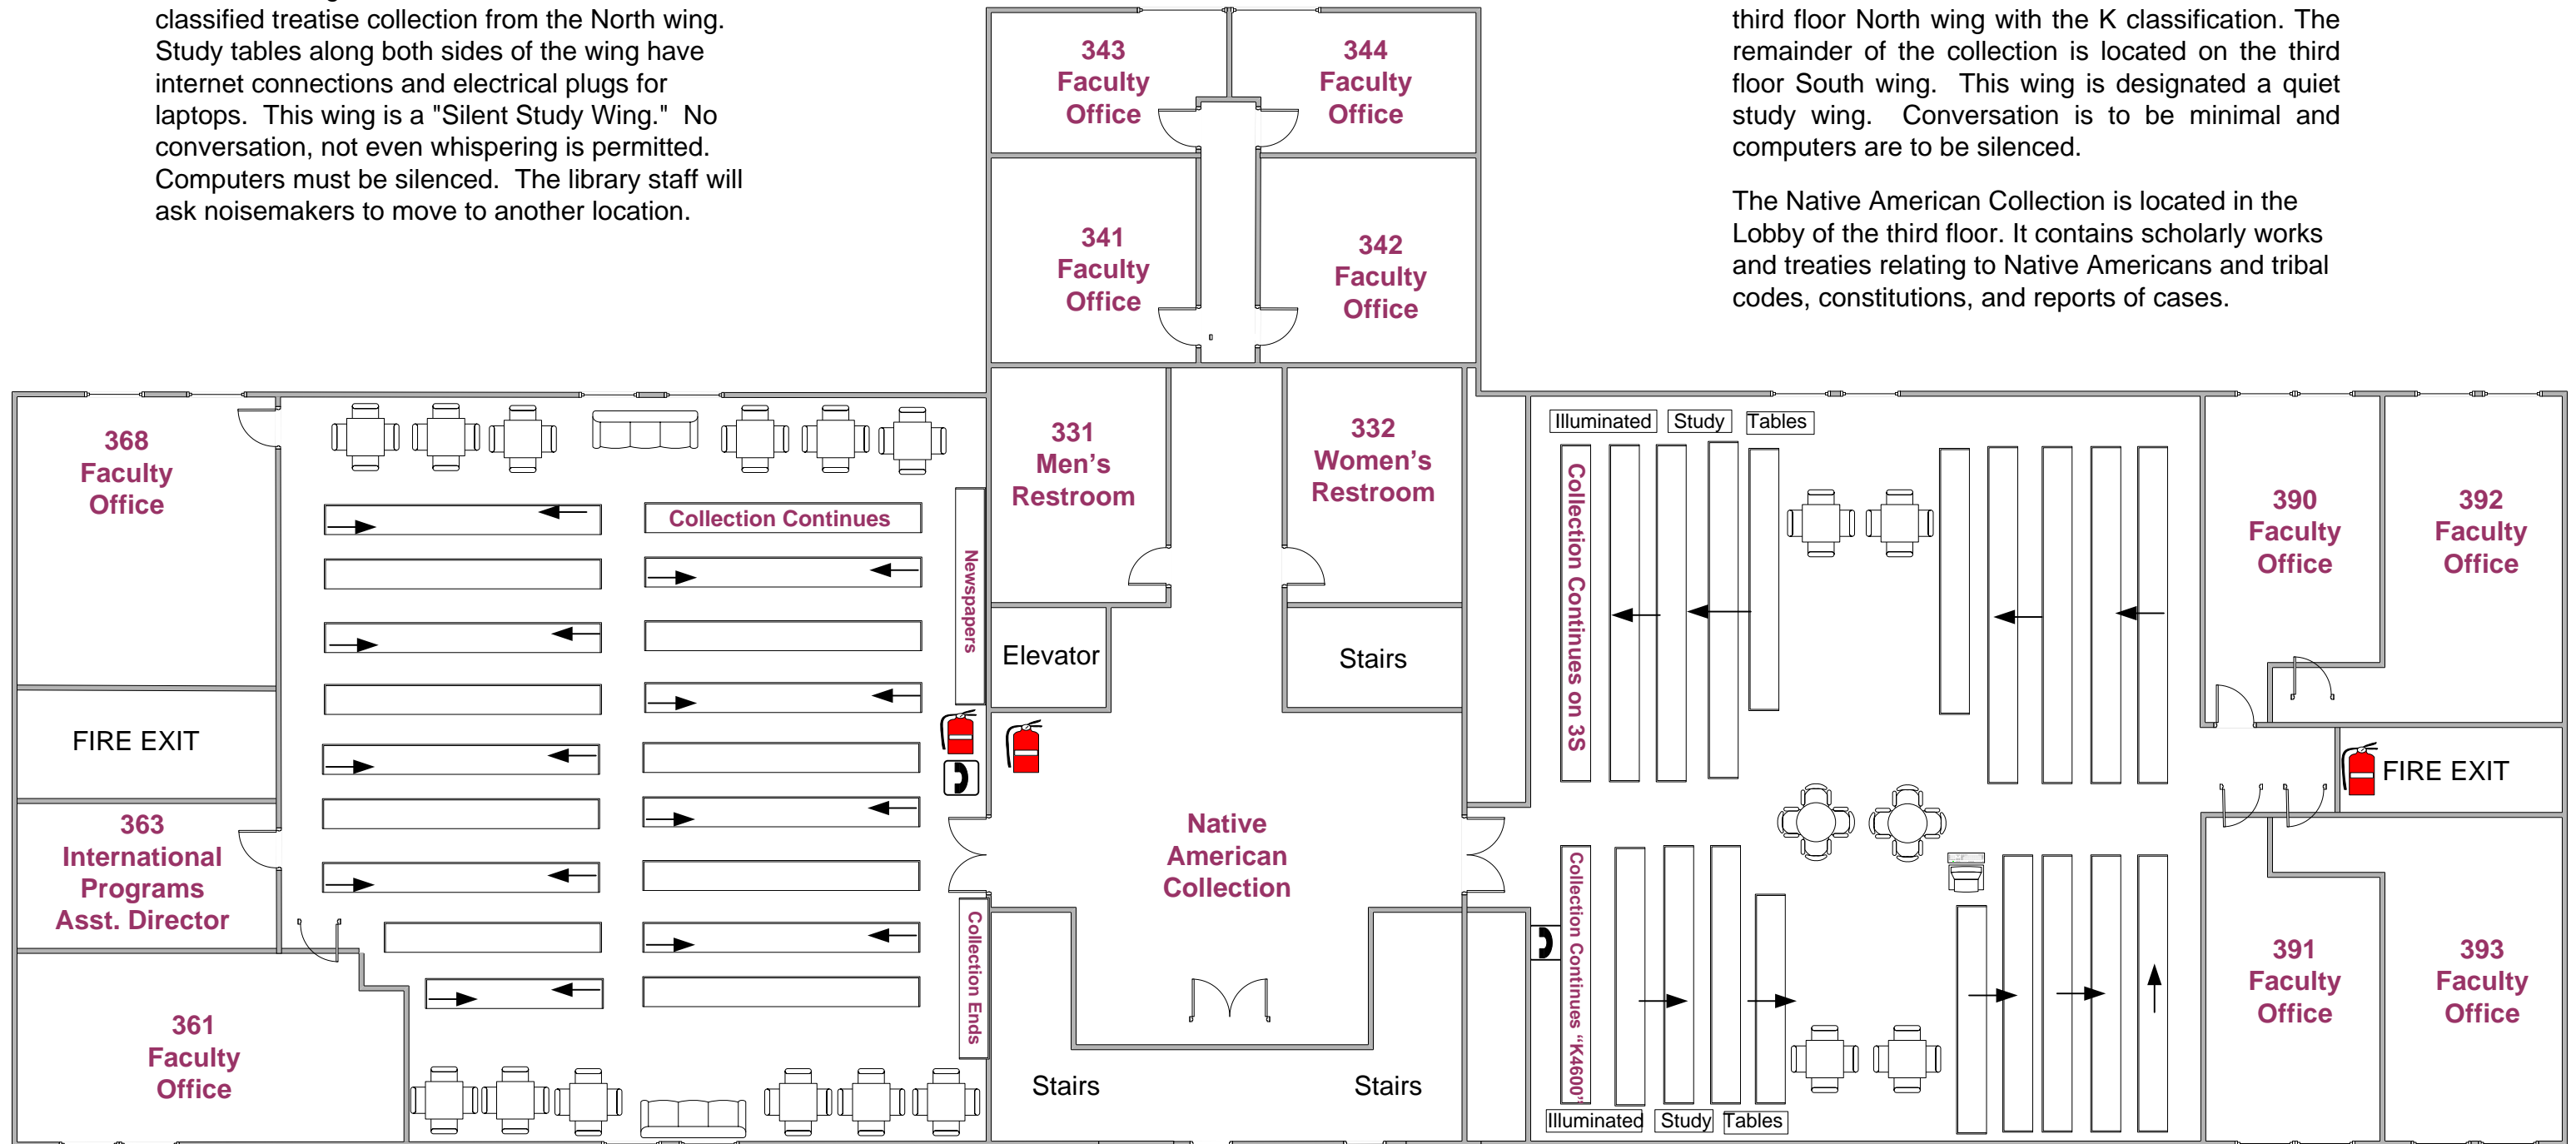 classified treatise collection from the North wing.
Study tables along both sides of the wing have
internet connections and electrical plugs for
laptops. This wing is a "Silent Study Wing." No
conversation, not even whispering is permitted.
Computers must be silenced. The library staff will
ask noisemakers to move to another location.
third floor North wing with the K classification. The
remainder of the collection is located on the third
floor South wing. This wing is designated a quiet
study wing. Conversation is to be minimal and
computers are to be silenced.
The Native American Collection is located in the
Lobby of the third floor. It contains scholarly works
and treaties relating to Native Americans and tribal
codes, constitutions, and reports of cases.
343
Faculty
Office
344
Faculty
Office
341
Faculty
Office
342
Faculty
Office
368
Faculty
Office
FIRE EXIT
363
International
Programs
Asst. Director
361
Faculty
Office
Collection Continues
Newspapers
Collection Ends
331
Men's
Restroom
332
Women's
Restroom
Elevator
Stairs
Native
American
Collection
Stairs
Stairs
Illuminated
Study
Tables
Collection Continues on 3S
Collection Continues “K4600”
Illuminated
Study
Tables
390
Faculty
Office
392
Faculty
Office
FIRE EXIT
391
Faculty
Office
393
Faculty
Office